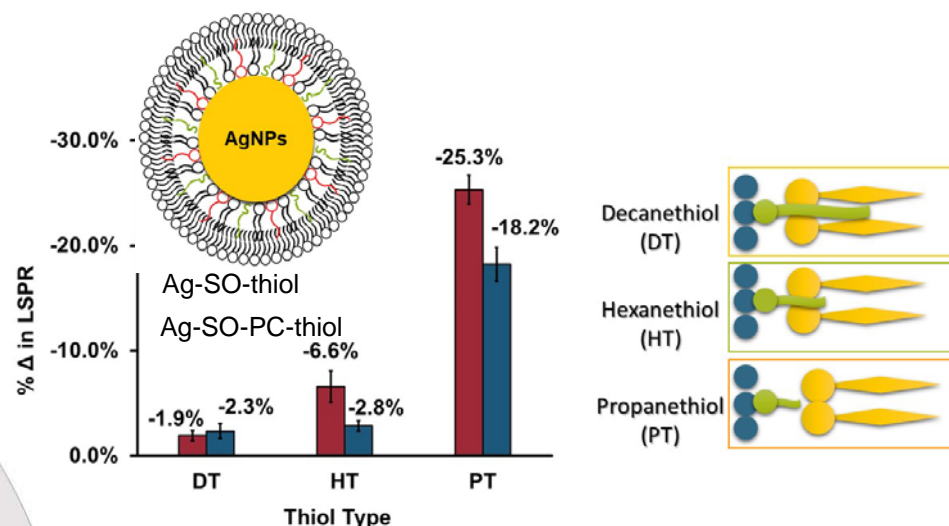 AgNPs
-30.0%
-20.0%
-10.0%
0.0%
% Δ in LSPR
Ag-SO-thiol
Ag-SO-PC-thiol
-1.9%
-2.3%
-6.6%
-2.8%
-25.3%
-18.2%
DT
HT
PT
Thiol Type
Decanethiol
(DT)
Hexanethiol
(HT)
Propanethiol
(PT)